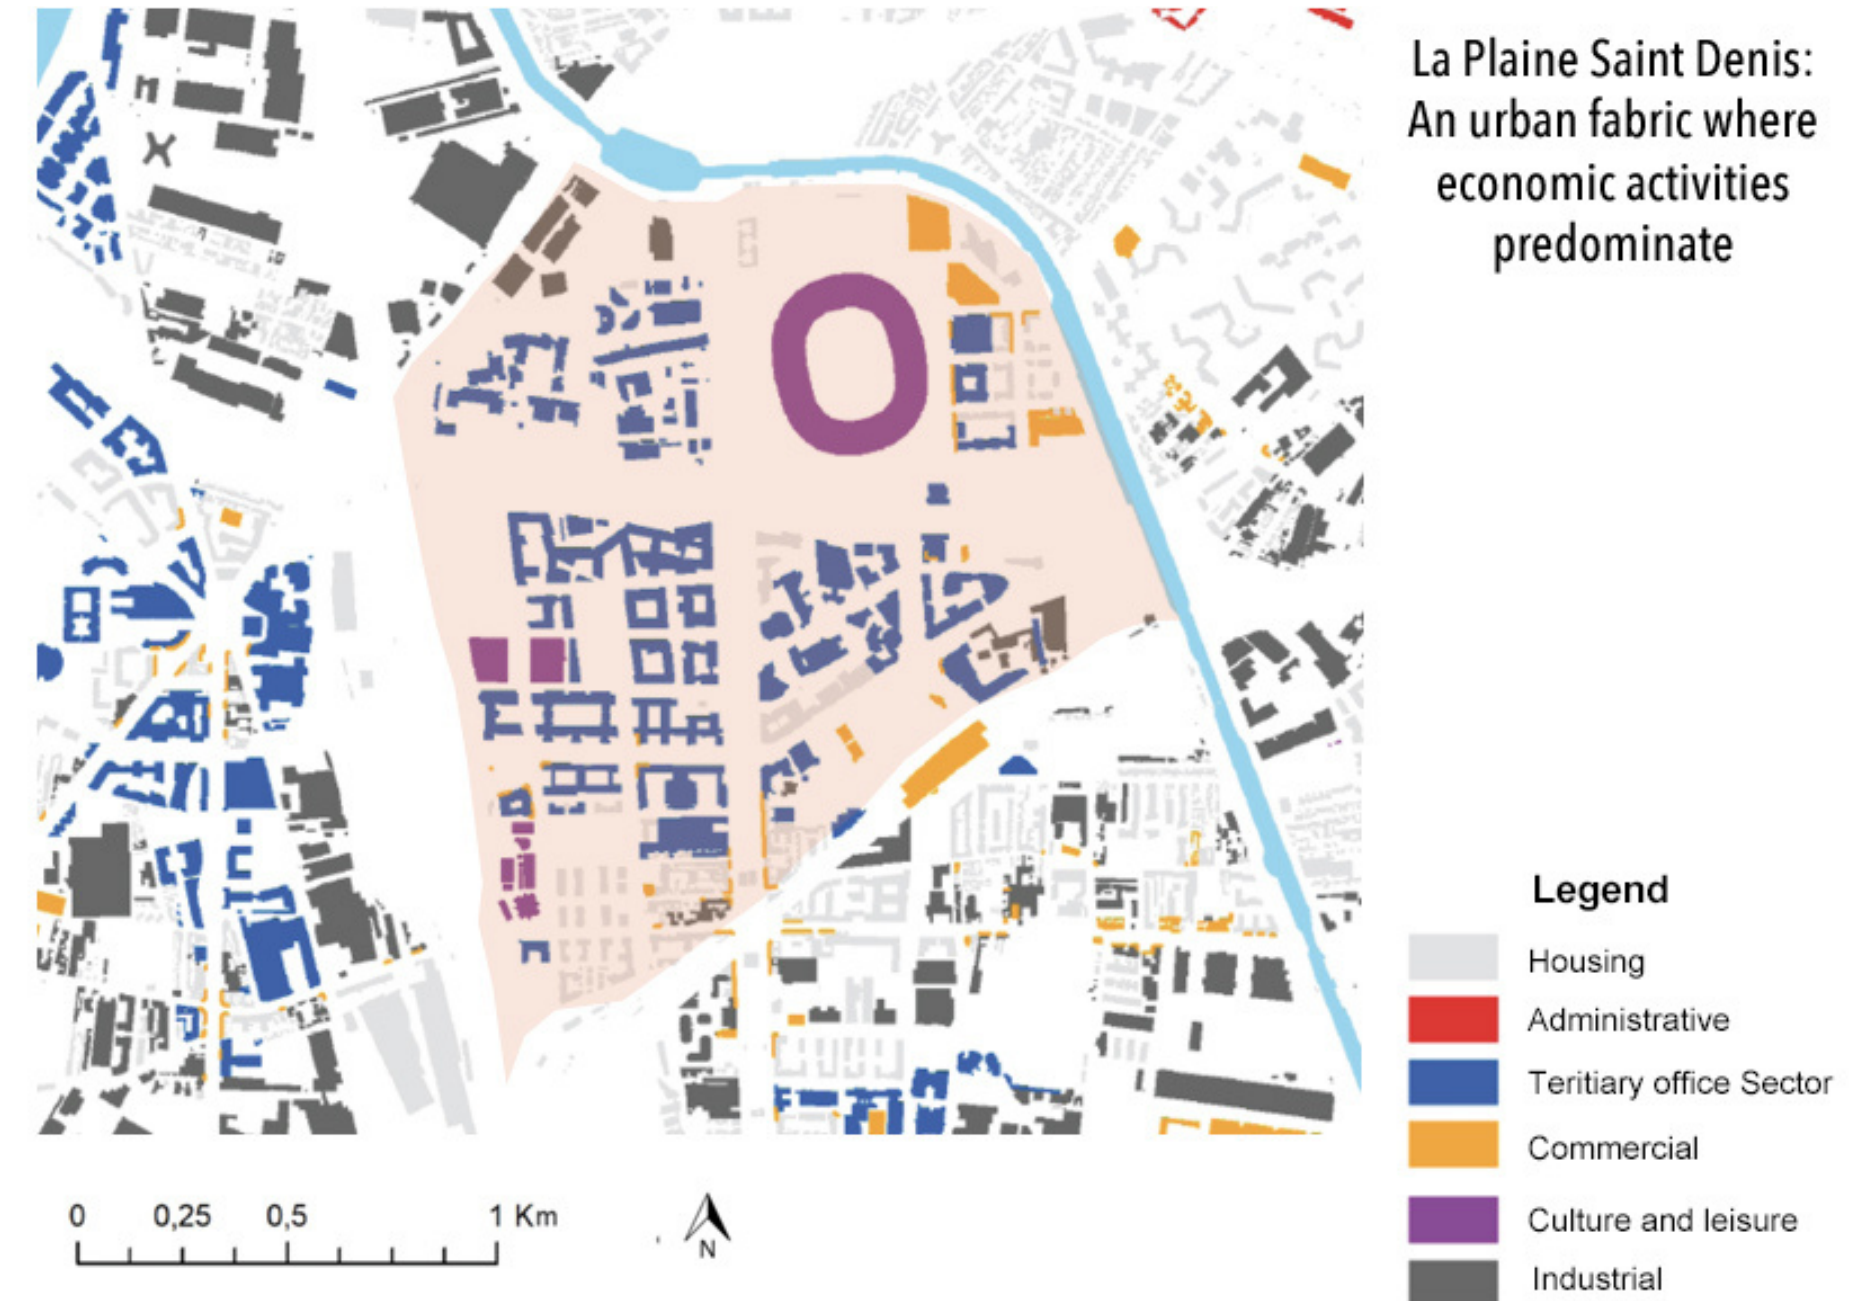 La Plaine Saint Denis:
An urban fabric where
economic activities
predominate
Legend
Housing
Administrative
Teritiary office Sector
Commercial
Culture and leisure
Industrial
0 0,25 0,5 1 Km
N